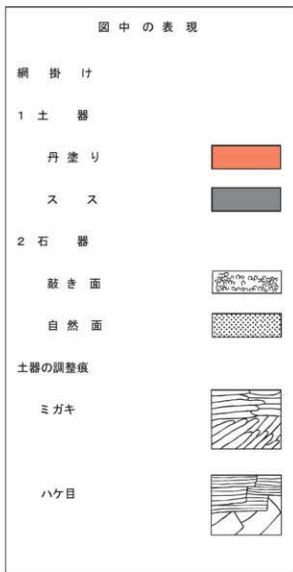 図中の表現
網掛け
1 土器
丹塗り
スス
2 石器
敲き面
自然面
土器の調整痕
ミガキ
ハケ目